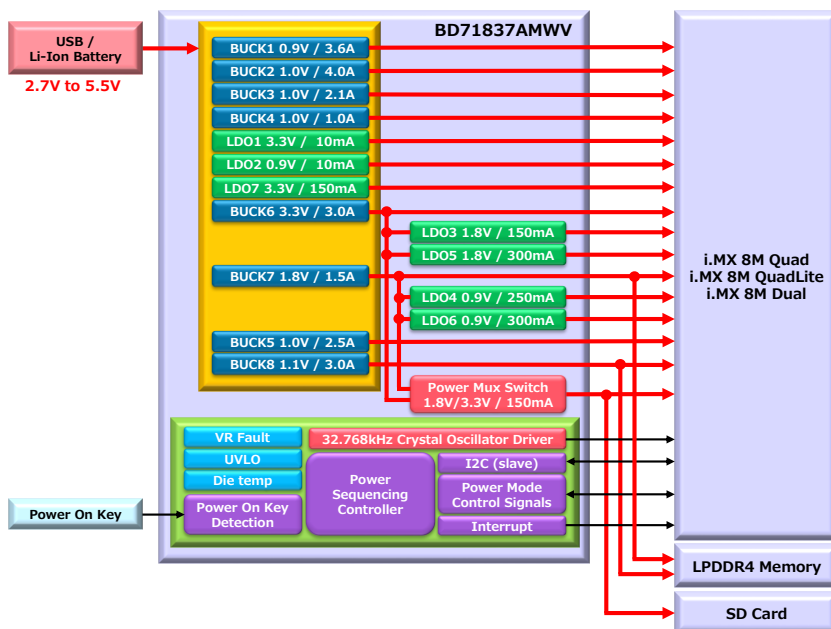 BD71837AMWV
USB /
Li-Ion Battery
2.7V to 5.5V
BUCK1 0.9V / 3.6A
BUCK2 1.0V / 4.0A
BUCK3 1.0V / 2.1A
BUCK4 1.0V / 1.0A
LDO1 3.3V / 10mA
LDO2 0.9V / 10mA
LDO7 3.3V / 150mA
BUCK6 3.3V / 3.0A
LDO3 1.8V / 150mA
LDO5 1.8V / 300mA
BUCK7 1.8V / 1.5A
LDO4 0.9V / 250mA
LDO6 0.9V / 300mA
BUCK5 1.0V / 2.5A
BUCK8 1.1V / 3.0A
Power Mux Switch
1.8V/3.3V / 150mA
i.MX 8M Quad
i.MX 8M QuadLite
i.MX 8M Dual
VR Fault
UVLO
Die temp
Power On Key
Detection
32.768kHz Crystal Oscillator Driver
Power
Sequencing
Controller
I2C (slave)
Power Mode
Control Signals
Interrupt
Power On Key
LPDDR4 Memory
SD Card